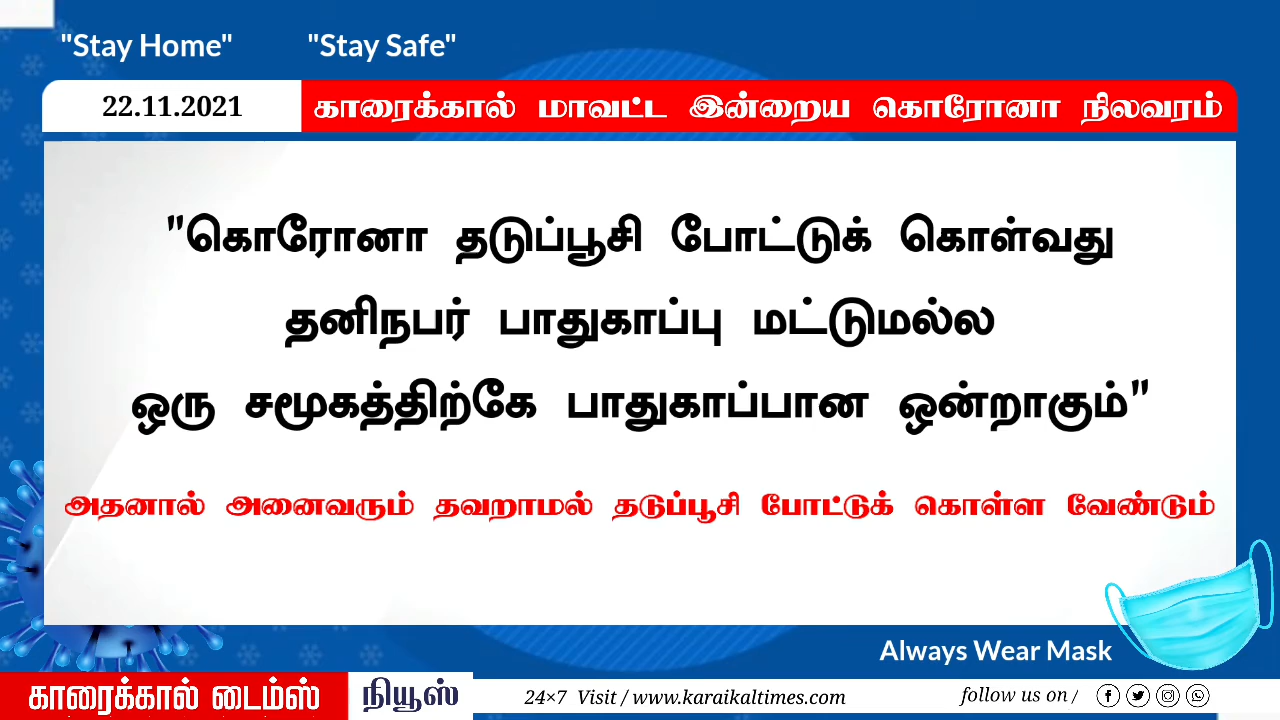 "Stay Home" "Stay Safe"
22.11.2021 காரைக்கால் மாவட்ட இன்றைய கொரோனா நிலவரம்
"கொரோனா தடுப்பூசி போட்டுக் கொள்வது
தனிநபர் பாதுகாப்பு மட்டுமல்ல
ஒரு சமூகத்திற்கே பாதுகாப்பான ஒன்றாகும்"
அதனால் அனைவரும் தவறாமல் தடுப்பூசி போட்டுக் கொள்ள வேண்டும்
Always Wear Mask
காரைக்கால் டைம்ஸ் நியூஸ் 24×7 Visit / www.karaikaltimes.com follow us on /